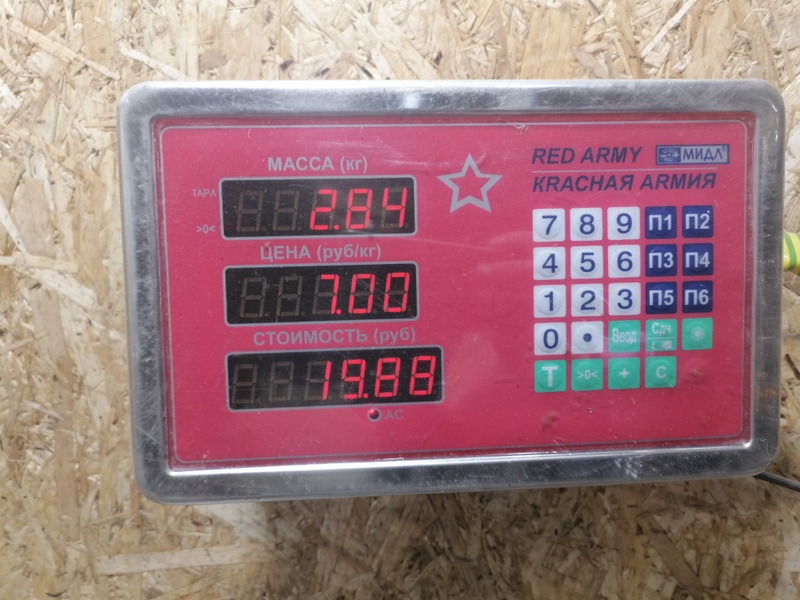 МАССА (кг)
ТАРА
2.84
>0<
ЦЕНА (руб/кг)
7.00
СТОИМОСТЬ (руб)
19.88
AC
RED ARMY МИДЛ
КRАСНАЯ АRМИЯ
7 8 9 П1 П2
4 5 6 П3 П4
1 2 3 П5 П6
0 • Ввод Сдч
T >0< + C